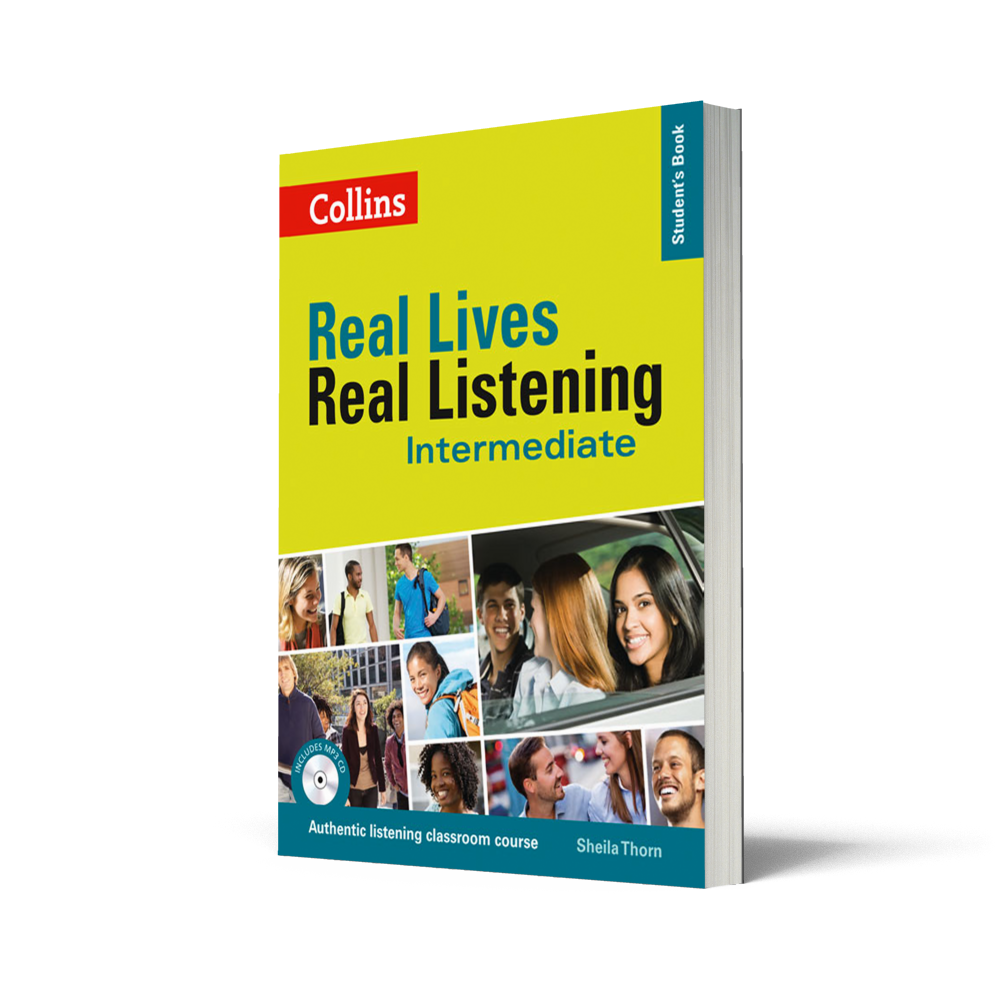 Student's Book
Collins
Real Lives
Real Listening
Intermediate
INCLUDES MP3 CD
Authentic listening classroom course
Sheila Thorn